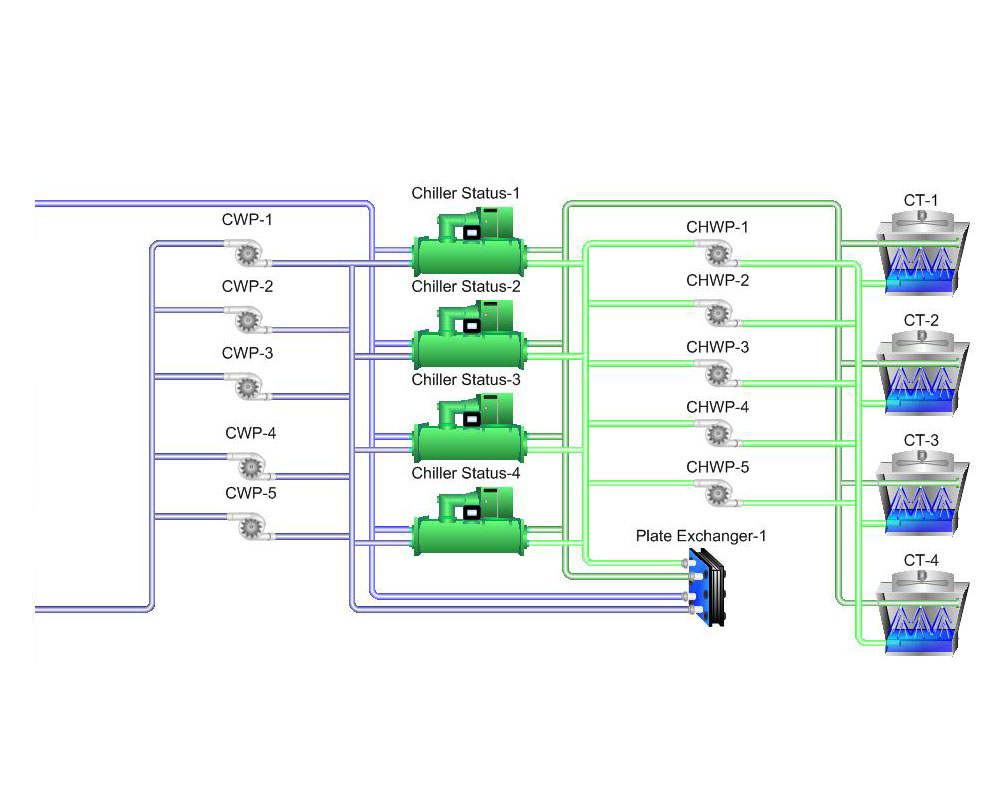 Chiller Status-1
CWP-1
CHWP-1
CT-1
CWP-2
Chiller Status-2
CHWP-2
CWP-3
CHWP-3
CT-2
Chiller Status-3
CWP-4
CHWP-4
CT-3
Chiller Status-4
CWP-5
CHWP-5
Plate Exchanger-1
CT-4